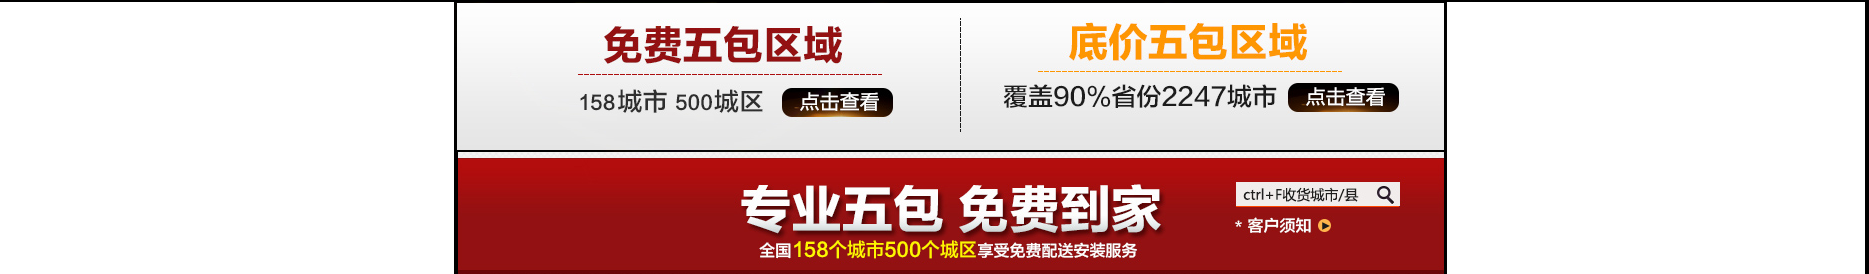 免费五包区域
158城市 500城区 点击查看
底价五包区域
覆盖90%省份2247城市 点击查看
专业五包 免费到家
全国158个城市500个城区享受免费配送安装服务
ctrl+F收货城市/县
* 客户须知